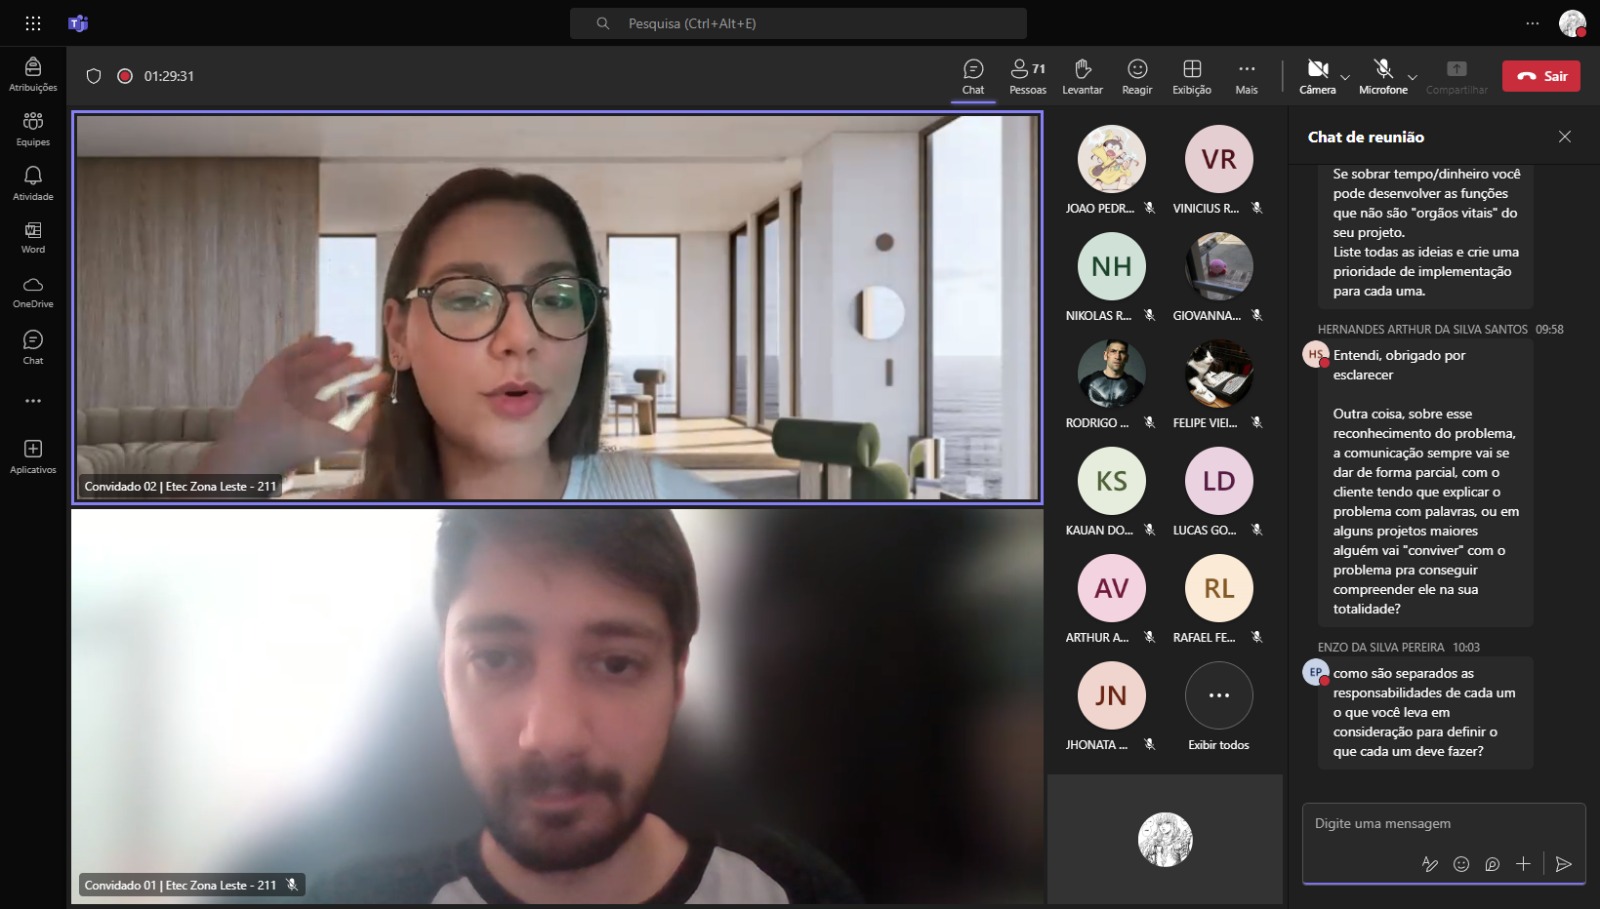 Pesquisa (Ctrl+Alt+E)
Atribuições
Equipes
Atividade
Word
OneDrive
Chat
Aplicativos
01:29:31
Chat
71
Pessoas
Levantar
Reagir
Exibição
Mais
Câmera
Microfone
Compartilhar
Sair
Convidado 02 | Etec Zona Leste - 211
Convidado 01 | Etec Zona Leste - 211
JOAO PEDR...
VR
VINICIUS R...
NH
NIKOLAS R...
GIOVANNA...
RODRIGO ...
FELIPE VIEI...
KS
KAUAN DO...
LD
LUCAS GO...
AV
ARTHUR A...
RL
RAFAEL FE...
JN
JHONATA ...
Exibir todos
Chat de reunião
Se sobrar tempo/dinheiro você
pode desenvolver as funções
que não são "orgãos vitais" do
seu projeto.
Liste todas as ideias e crie uma
prioridade de implementação
para cada uma.
HERNANDES ARTHUR DA SILVA SANTOS 09:58
HS
Entendi, obrigado por
esclarecer
Outra coisa, sobre esse
reconhecimento do problema,
a comunicação sempre vai se
dar de forma parcial, com o
cliente tendo que explicar o
problema com palavras, ou em
alguns projetos maiores
alguém vai "conviver" com o
problema pra conseguir
compreender ele na sua
totalidade?
ENZO DA SILVA PEREIRA 10:03
EP
como são separados as
responsabilidades de cada um
o que você leva em
consideração para definir o
que cada um deve fazer?
Digite uma mensagem